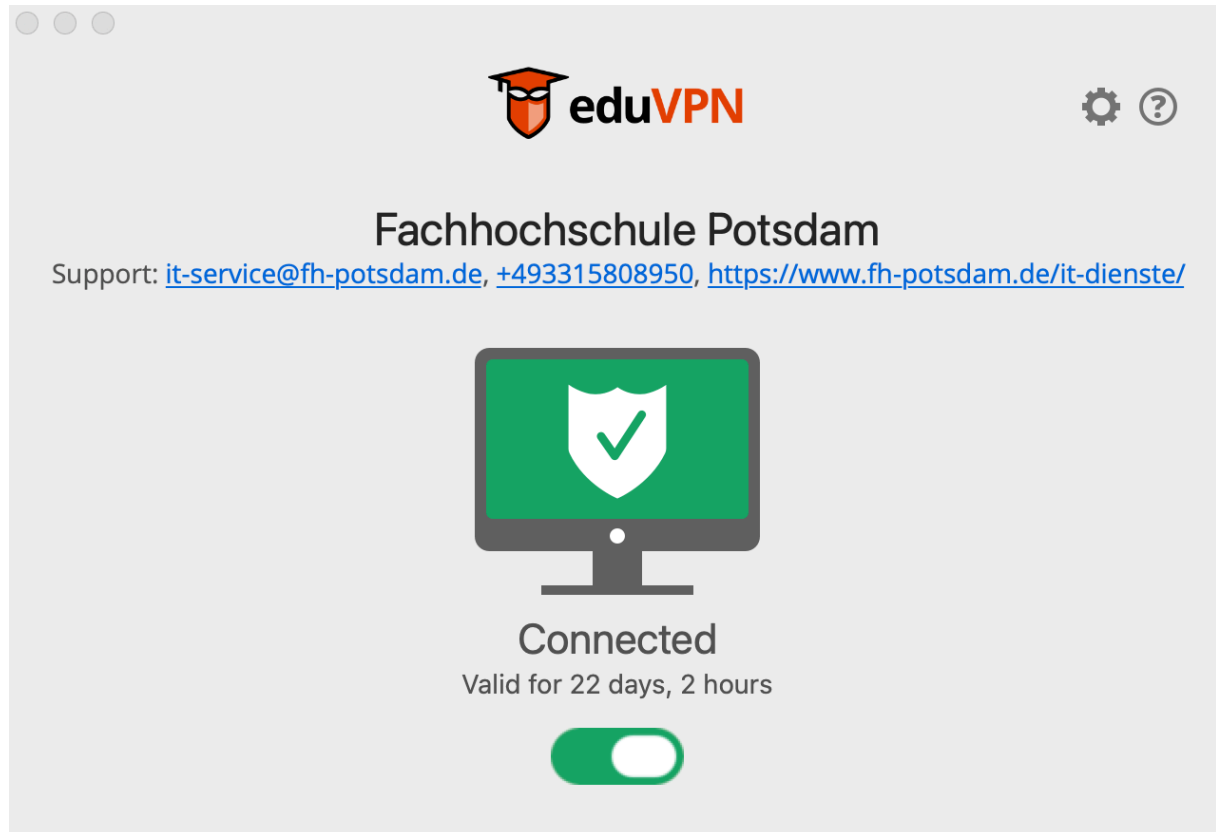 eduVPN
Fachhochschule Potsdam
Support: it-service@fh-potsdam.de, +493315808950, https://www.fh-potsdam.de/it-dienste/
Connected
Valid for 22 days, 2 hours